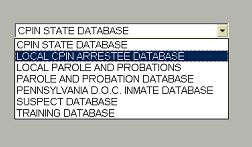 CPIN STATE DATABASE
CPIN STATE DATABASE
LOCAL CPIN ARRESTEE DATABASE
LOCAL PAROLE AND PROBATIONS
PAROLE AND PROBATION DATABASE
PENNSYLVANIA D.O.C. INMATE DATABASE
SUSPECT DATABASE
TRAINING DATABASE